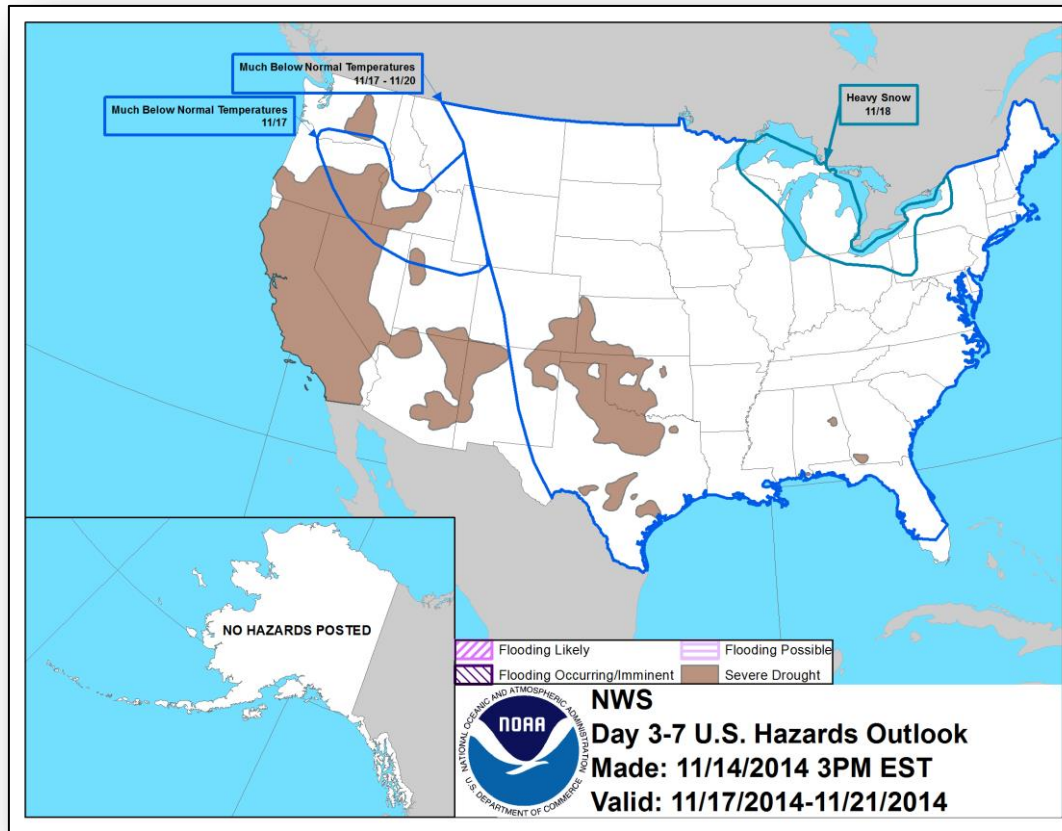 Much Below Normal Temperatures
11/17 - 11/20
Much Below Normal Temperatures
11/17
Heavy Snow
11/18
NO HAZARDS POSTED
Flooding Likely
Flooding Possible
Flooding Occurring/Imminent
Severe Drought
NATIONAL OCEANIC AND ATMOSPHERIC ADMINISTRATION
NOAA
U.S. DEPARTMENT OF COMMERCE
NWS
Day 3-7 U.S. Hazards Outlook
Made: 11/14/2014 3PM EST
Valid: 11/17/2014-11/21/2014